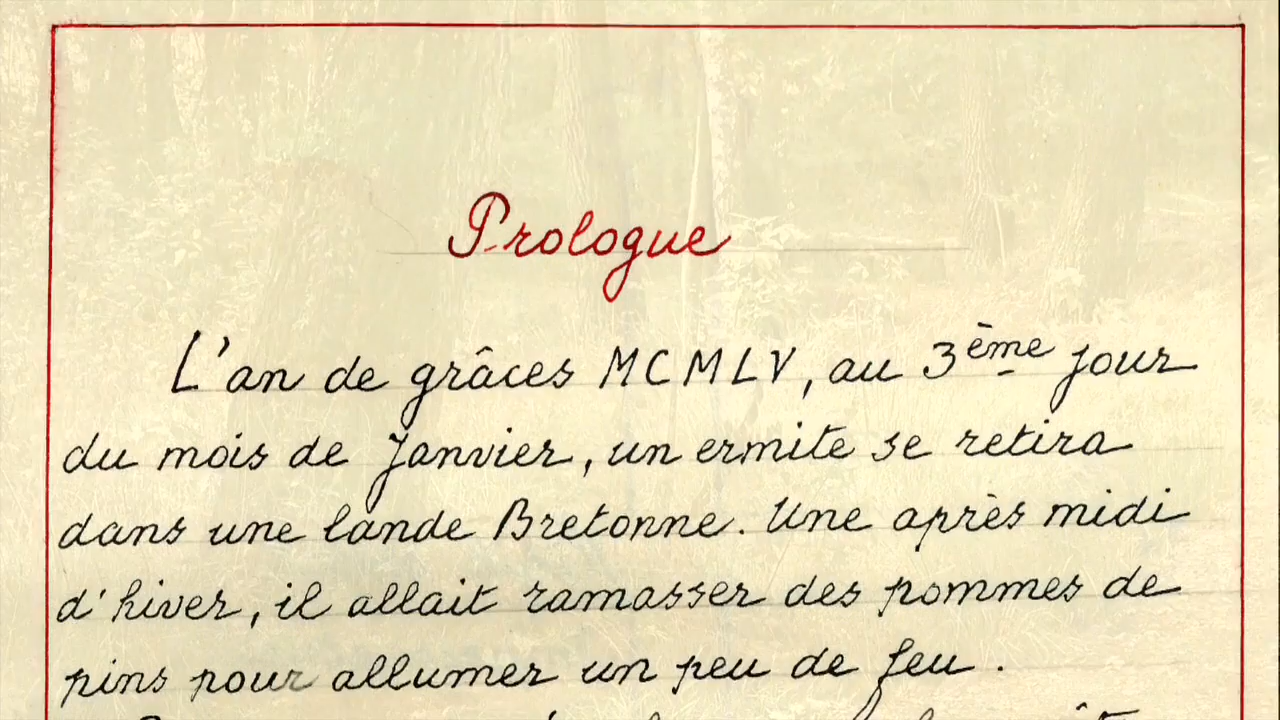 Prologue
L'an de grâces MCMLV, au 3ème jour
du mois de Janvier, un ermite se retira
dans une lande Bretonne. Une après midi
d'hiver, il allait ramasser des pommes de
pins pour allumer un peu de feu.